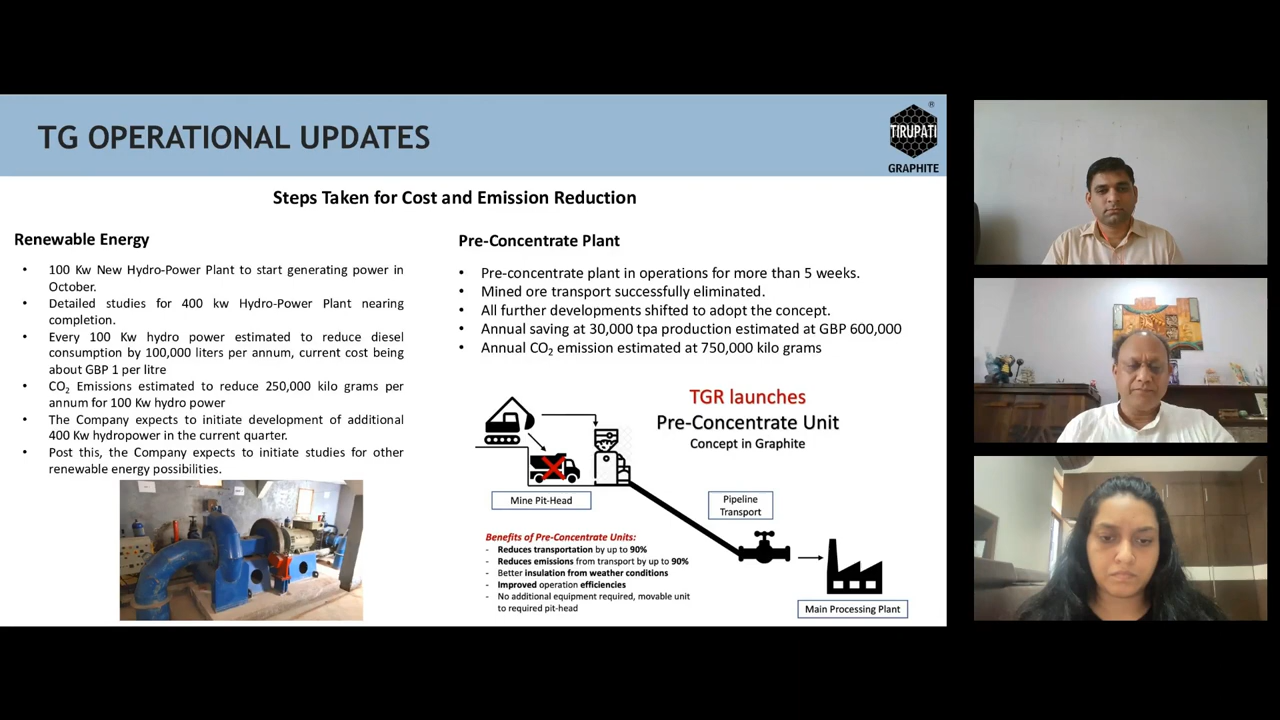 TG OPERATIONAL UPDATES
®
TIRUPATI
GRAPHITE
Steps Taken for Cost and Emission Reduction
Renewable Energy
• 100 Kw New Hydro-Power Plant to start generating power in
October.
• Detailed studies for 400 kw Hydro-Power Plant nearing
completion.
• Every 100 Kw hydro power estimated to reduce diesel
consumption by 100,000 liters per annum, current cost being
about GBP 1 per litre
• CO₂ Emissions estimated to reduce 250,000 kilo grams per
annum for 100 Kw hydro power
• The Company expects to initiate development of additional
400 Kw hydropower in the current quarter.
• Post this, the Company expects to initiate studies for other
renewable energy possibilities.
Pre-Concentrate Plant
• Pre-concentrate plant in operations for more than 5 weeks.
• Mined ore transport successfully eliminated.
• All further developments shifted to adopt the concept.
• Annual saving at 30,000 tpa production estimated at GBP 600,000
• Annual CO₂ emission estimated at 750,000 kilo grams
TGR launches
Pre-Concentrate Unit
Concept in Graphite
Mine Pit-Head
Pipeline
Transport
Benefits of Pre-Concentrate Units:
- Reduces transportation by up to 90%
- Reduces emissions from transport by up to 90%
- Better insulation from weather conditions
- Improved operation efficiencies
- No additional equipment required, movable unit
to required pit-head
Main Processing Plant